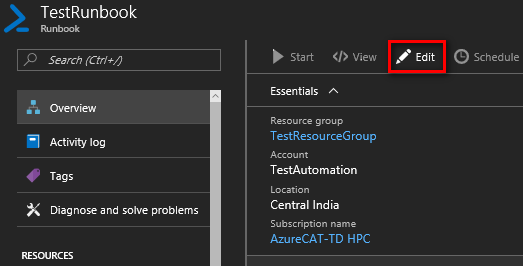 TestRunbook
Runbook
Search (Ctrl+/)
Overview
Activity log
Tags
Diagnose and solve problems
RESOURCES
Start
View
Edit
Schedule
Essentials
Resource group
TestResourceGroup
Account
TestAutomation
Location
Central India
Subscription name
AzureCAT-TD HPC